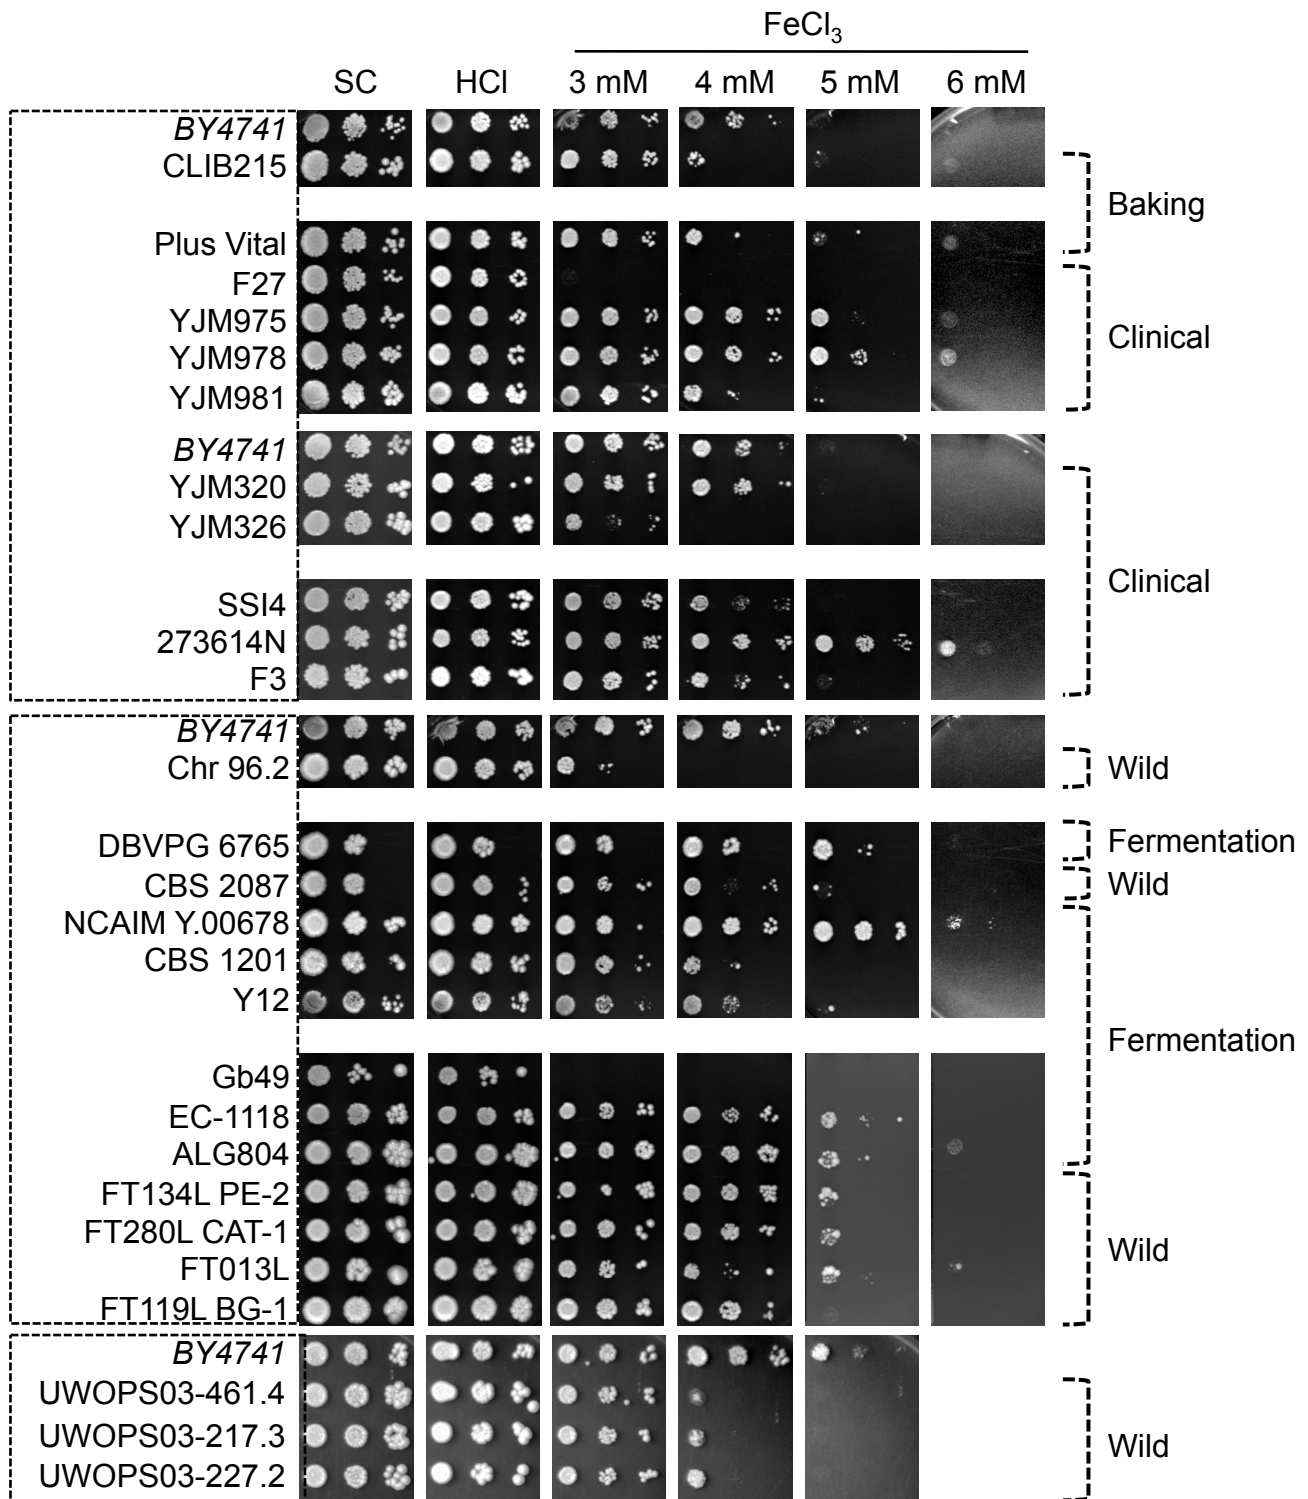 FeCl₃
SC HCl 3 mM 4 mM 5 mM 6 mM
BY4741
CLIB215
Baking
Plus Vital
F27
YJM975
Clinical
YJM978
YJM981
BY4741
YJM320
YJM326
Clinical
SSI4
273614N
F3
BY4741
Chr 96.2 Wild
DBVPG 6765 Fermentation
CBS 2087 Wild
NCAIM Y.00678
CBS 1201
Y12
Fermentation
Gb49
EC-1118
ALG804
FT134L PE-2
FT280L CAT-1
Wild
FT013L
FT119L BG-1
BY4741
UWOPS03-461.4
UWOPS03-217.3
Wild
UWOPS03-227.2